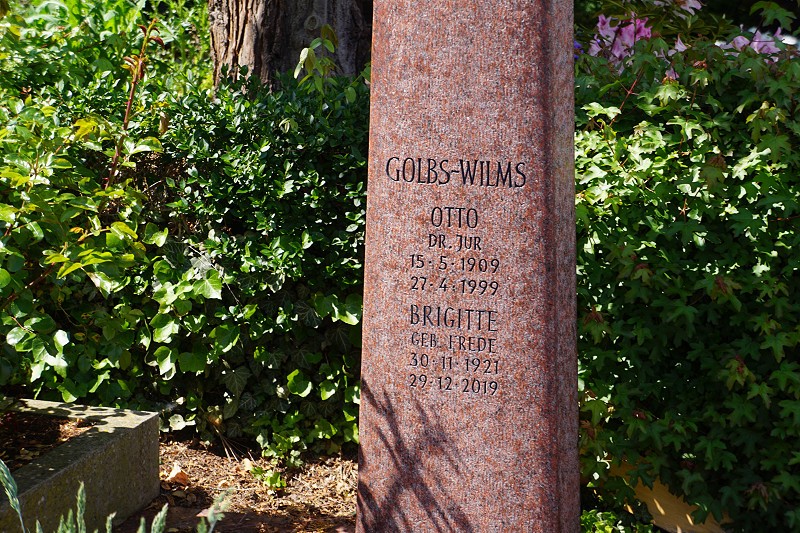 GOLBS-WILMS
OTTO
DR. JUR
15·5·1909
27·4·1999
BRIGITTE
GEB. FREDE
30·11·1921
29·12·2019